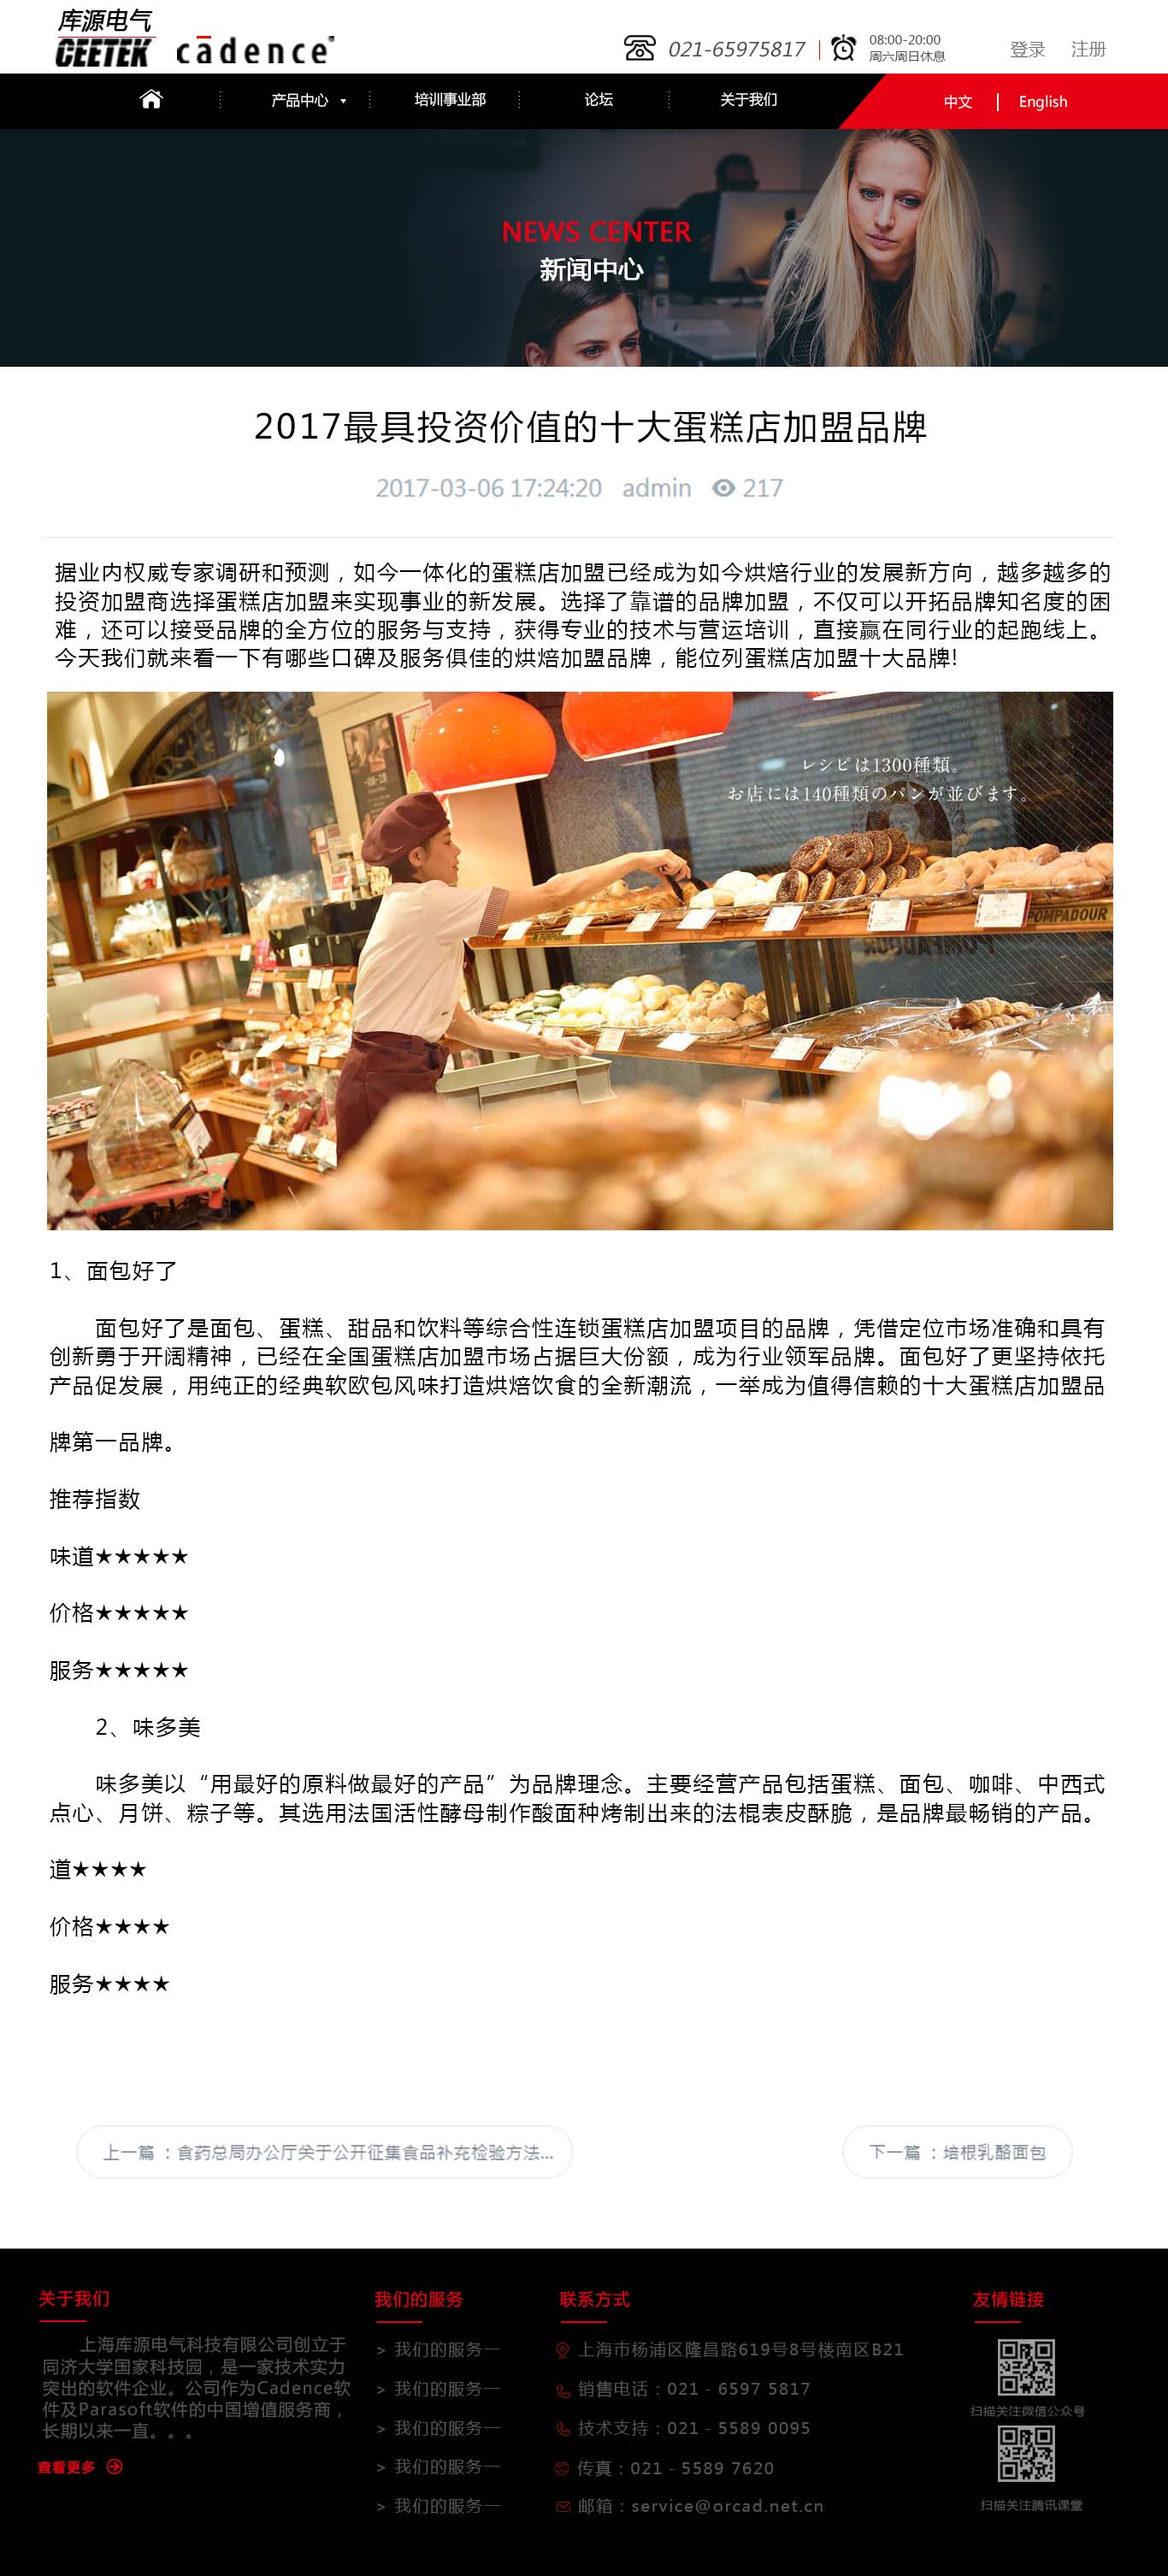 库源电气
CEETEK cadence
021-65975817
08:00-20:00
周六周日休息
登录 注册
产品中心 培训事业部 论坛 关于我们 中文 English
NEWS CENTER
新闻中心
2017最具投资价值的十大蛋糕店加盟品牌
2017-03-06 17:24:20 admin 217
据业内权威专家调研和预测，如今一体化的蛋糕店加盟已经成为如今烘焙行业的发展新方向，越多越多的
投资加盟商选择蛋糕店加盟来实现事业的新发展。选择了靠谱的品牌加盟，不仅可以开拓品牌知名度的困
难，还可以接受品牌的全方位的服务与支持，获得专业的技术与营运培训，直接赢在同行业的起跑线上。
今天我们就来看一下有哪些口碑及服务俱佳的烘焙加盟品牌，能位列蛋糕店加盟十大品牌!
レシピは1300種類。
お店には140種類のパンが並びます。
POMPADOUR
1、面包好了
面包好了是面包、蛋糕、甜品和饮料等综合性连锁蛋糕店加盟项目的品牌，凭借定位市场准确和具有
创新勇于开阔精神，已经在全国蛋糕店加盟市场占据巨大份额，成为行业领军品牌。面包好了更坚持依托
产品促发展，用纯正的经典软欧包风味打造烘焙饮食的全新潮流，一举成为值得信赖的十大蛋糕店加盟品
牌第一品牌。
推荐指数
味道★★★★★
价格★★★★★
服务★★★★★
2、味多美
味多美以“用最好的原料做最好的产品”为品牌理念。主要经营产品包括蛋糕、面包、咖啡、中西式
点心、月饼、粽子等。其选用法国活性酵母制作酸面种烤制出来的法棍表皮酥脆，是品牌最畅销的产品。
道★★★★
价格★★★★
服务★★★★
上一篇 : 食药总局办公厅关于公开征集食品补充检验方法...
下一篇 : 培根乳酪面包
关于我们
上海库源电气科技有限公司创立于
同济大学国家科技园，是一家技术实力
突出的软件企业。公司作为Cadence软
件及Parasoft软件的中国增值服务商，
长期以来一直。。。
查看更多
我们的服务
> 我们的服务一
> 我们的服务一
> 我们的服务一
> 我们的服务一
> 我们的服务一
联系方式
上海市杨浦区隆昌路619号8号楼南区B21
销售电话：021 - 6597 5817
技术支持：021 - 5589 0095
传真：021 - 5589 7620
邮箱：service@orcad.net.cn
友情链接
扫描关注微信公众号
扫描关注腾讯课堂